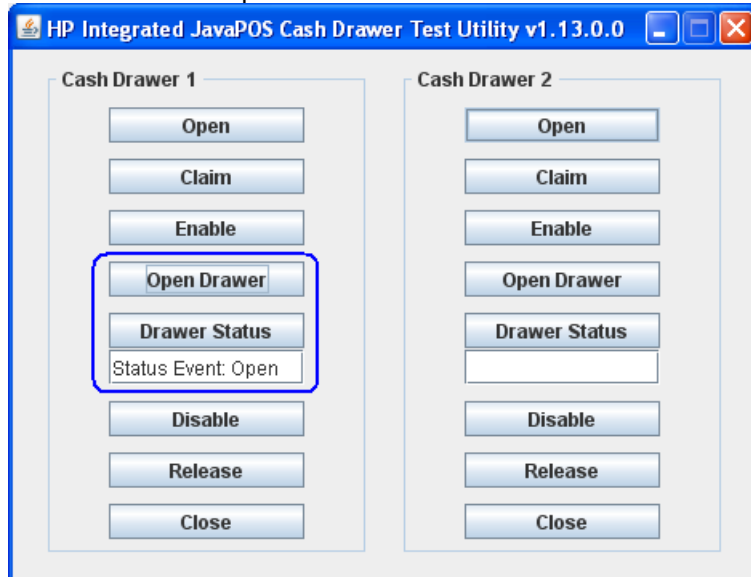 HP Integrated JavaPOS Cash Drawer Test Utility v1.13.0.0
Cash Drawer 1
Open
Claim
Enable
Open Drawer
Drawer Status
Status Event: Open
Disable
Release
Close
Cash Drawer 2
Open
Claim
Enable
Open Drawer
Drawer Status
Disable
Release
Close